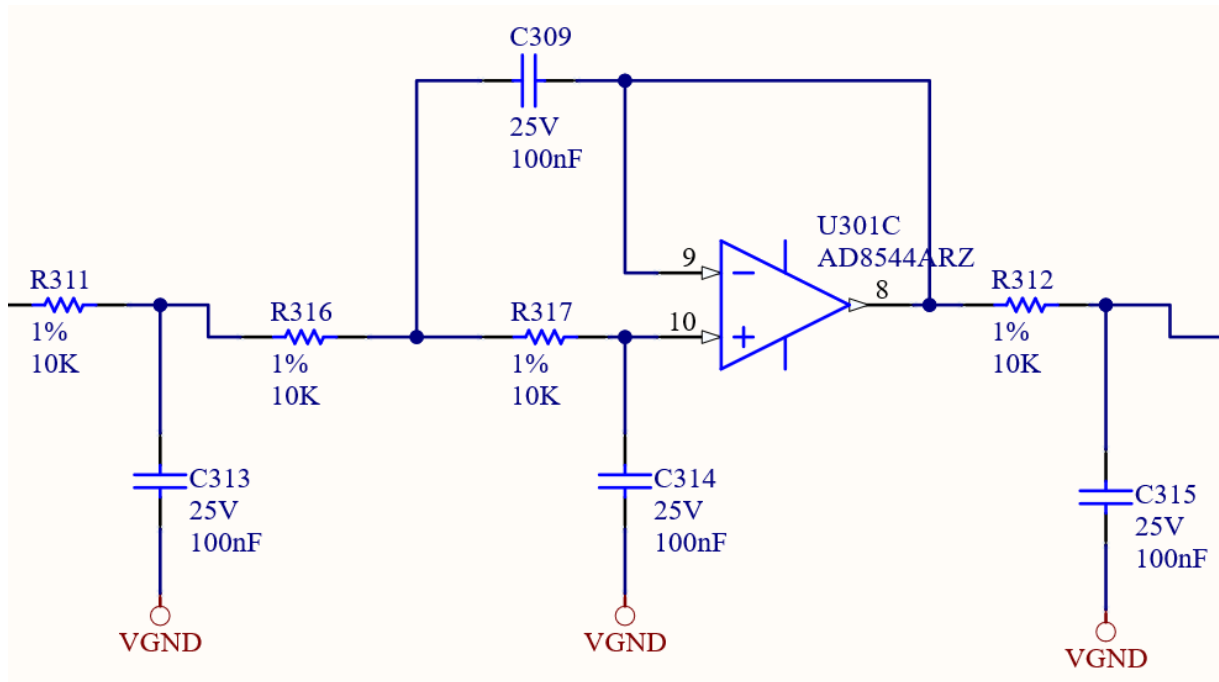 C309
25V
100nF
U301C
AD8544ARZ
9
8
10
R311
1%
10K
R316
1%
10K
R317
1%
10K
R312
1%
10K
C313
25V
100nF
C314
25V
100nF
C315
25V
100nF
VGND
VGND
VGND